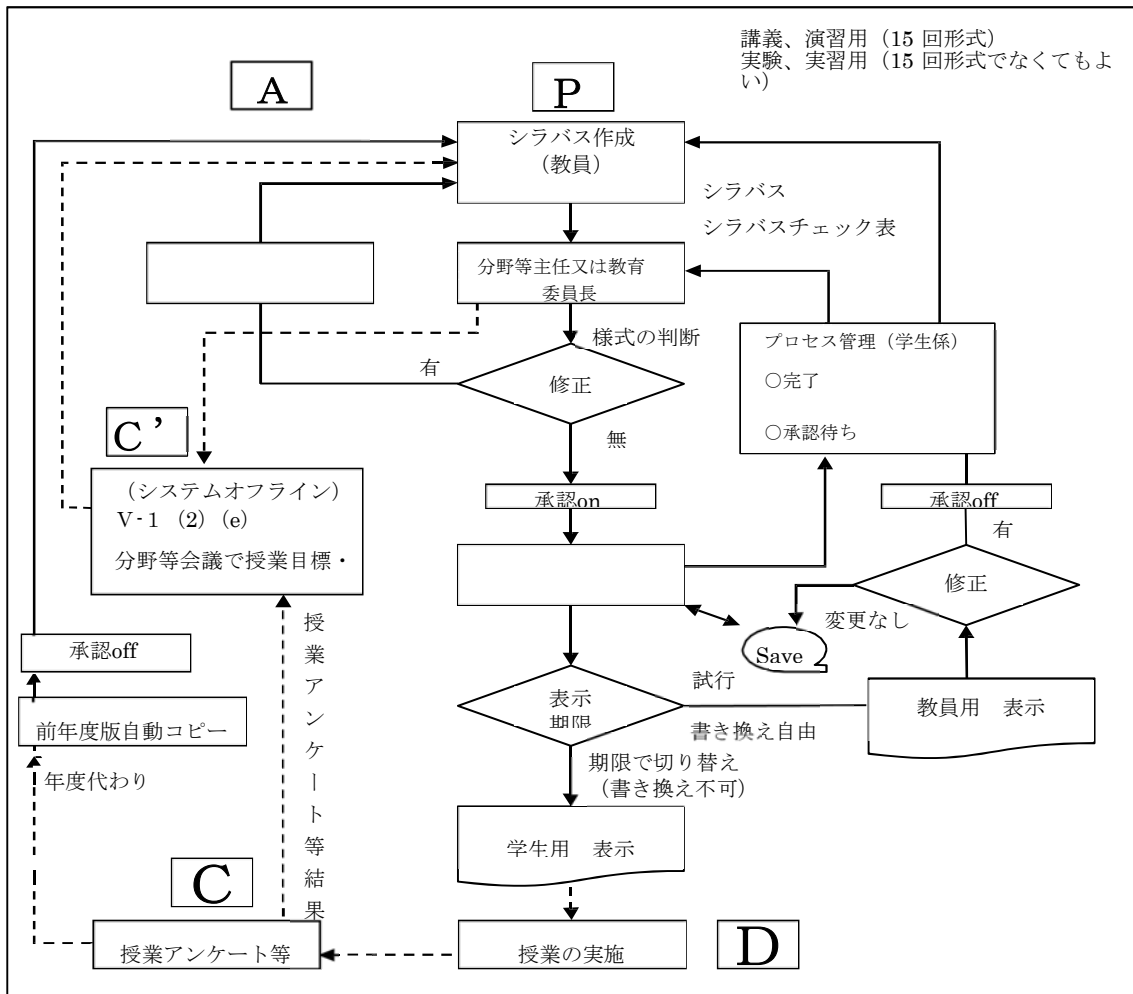 講義、演習用（15 回形式）
実験、実習用（15 回形式でなくてもよ
い）
A
P
シラバス作成
（教員）
シラバス
シラバスチェック表
分野等主任又は教育
委員長
様式の判断
有
修正
無
プロセス管理（学生係）
○完了
○承認待ち
C’
（システムオフライン）
Ⅴ-１（2）(e)
分野等会議で授業目標・
承認on
承認off
有
修正
変更なし
Save
承認off
授業アンケート等結果
表示
期限
試行
書き換え自由
教員用　表示
前年度版自動コピー
年度代わり
期限で切り替え
（書き換え不可）
学生用　表示
C
授業アンケート等
授業の実施
D